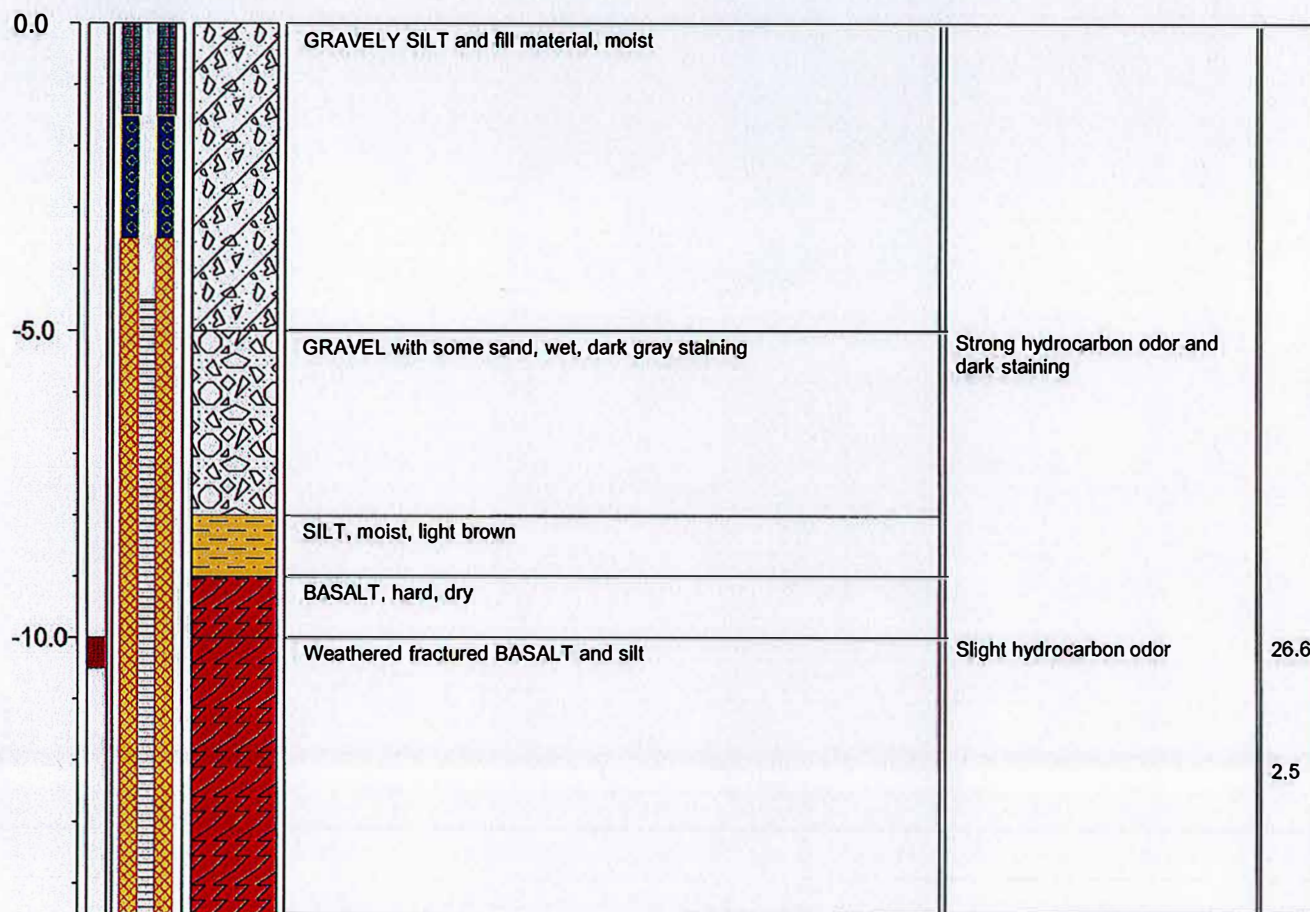 0.0
GRAVELY SILT and fill material, moist
-5.0
GRAVEL with some sand, wet, dark gray staining
Strong hydrocarbon odor and
dark staining
SILT, moist, light brown
BASALT, hard, dry
-10.0
Weathered fractured BASALT and silt
Slight hydrocarbon odor
26.6
2.5